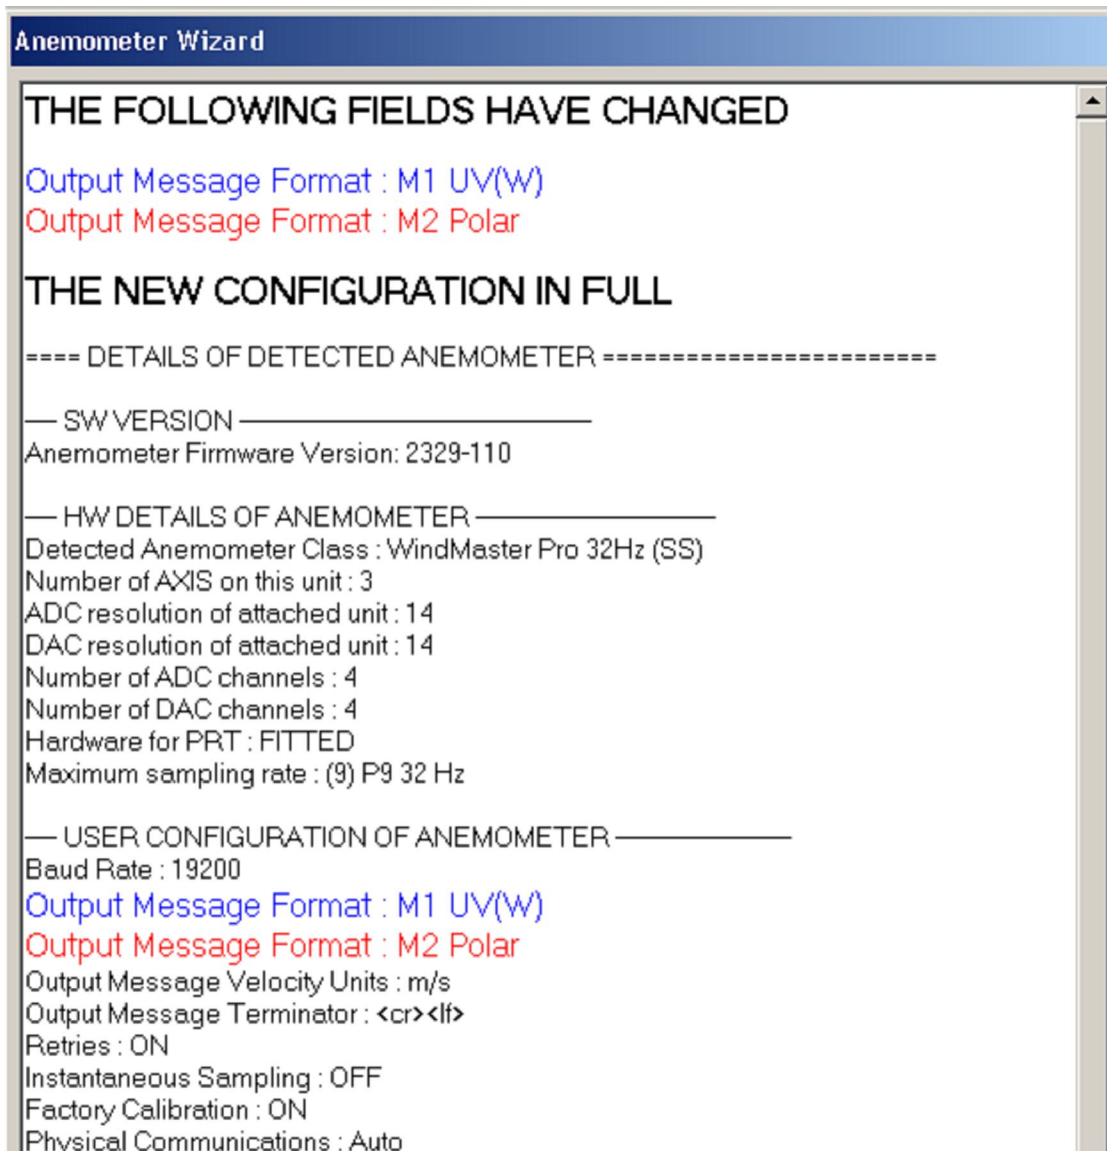 Anemometer Wizard
THE FOLLOWING FIELDS HAVE CHANGED
Output Message Format : M1 UV(W)
Output Message Format : M2 Polar
THE NEW CONFIGURATION IN FULL
==== DETAILS OF DETECTED ANEMOMETER ========================
— SW VERSION ———————————
Anemometer Firmware Version: 2329-110
— HW DETAILS OF ANEMOMETER ————————
Detected Anemometer Class : WindMaster Pro 32Hz (SS)
Number of AXIS on this unit : 3
ADC resolution of attached unit : 14
DAC resolution of attached unit : 14
Number of ADC channels : 4
Number of DAC channels : 4
Hardware for PRT : FITTED
Maximum sampling rate : (9) P9 32 Hz
— USER CONFIGURATION OF ANEMOMETER ——————
Baud Rate : 19200
Output Message Format : M1 UV(W)
Output Message Format : M2 Polar
Output Message Velocity Units : m/s
Output Message Terminator : <cr><lf>
Retries : ON
Instantaneous Sampling : OFF
Factory Calibration : ON
Physical Communications : Auto